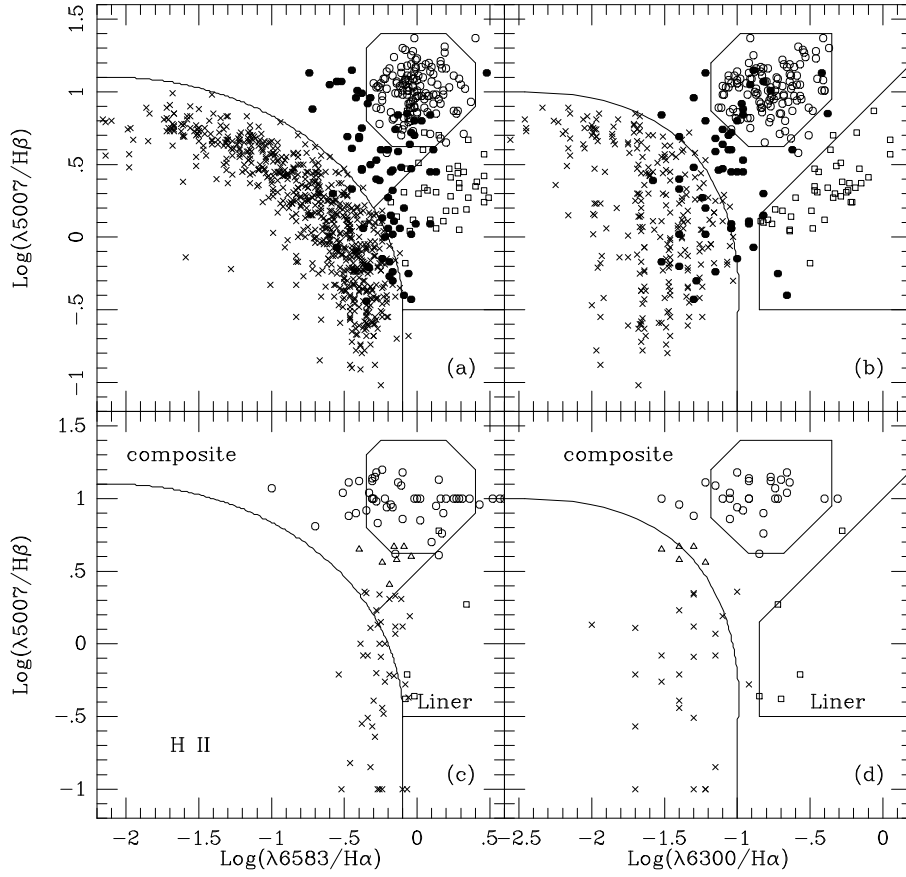 1.5
1
.5
0
-.5
-1
Log(λ5007/Hβ)
(a)
(b)
1.5
1
.5
0
-.5
-1
Log(λ5007/Hβ)
composite
Liner
H II
(c)
composite
Liner
(d)
-2 -1.5 -1 -.5 0 .5
-2.5 -2 -1.5 -1 -.5 0
Log(λ6583/Hα)
Log(λ6300/Hα)